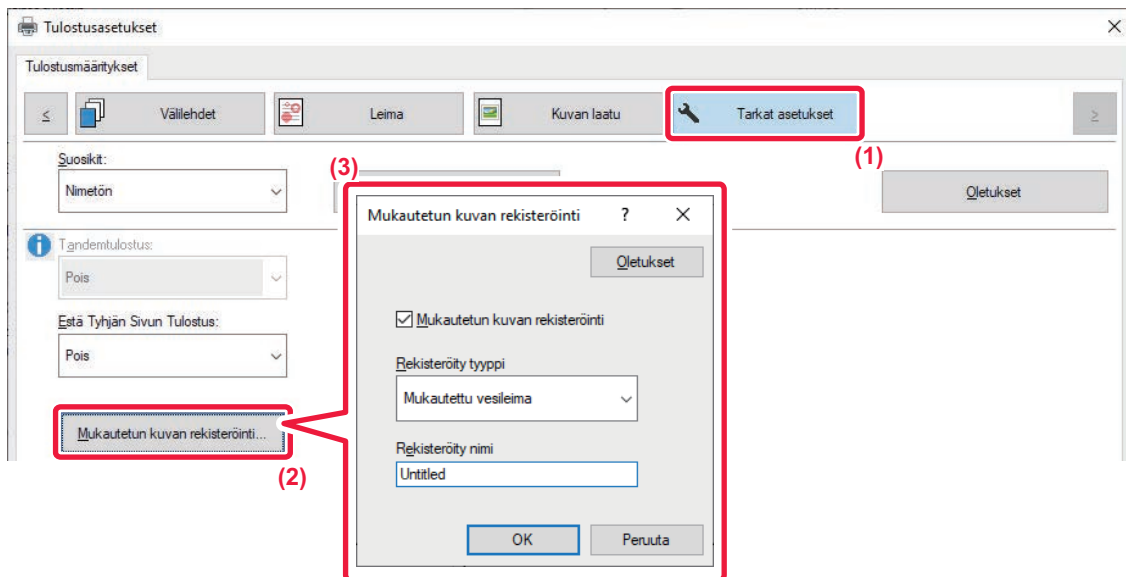 Tulostusasetukset
Tulostusmääritykset
≤ Välilehdet Leima Kuvan laatu Tarkat asetukset ≥
(1)
Suosikit:
Nimetön
Oletukset
Tandemtulostus:
Pois
Estä Tyhjän Sivun Tulostus:
Pois
Mukautetun kuvan rekisteröinti...
(2)
(3)
Mukautetun kuvan rekisteröinti ?
Oletukset
Mukautetun kuvan rekisteröinti
Rekisteröity tyyppi
Mukautettu vesileima
Rekisteröity nimi
Untitled
OK Peruuta